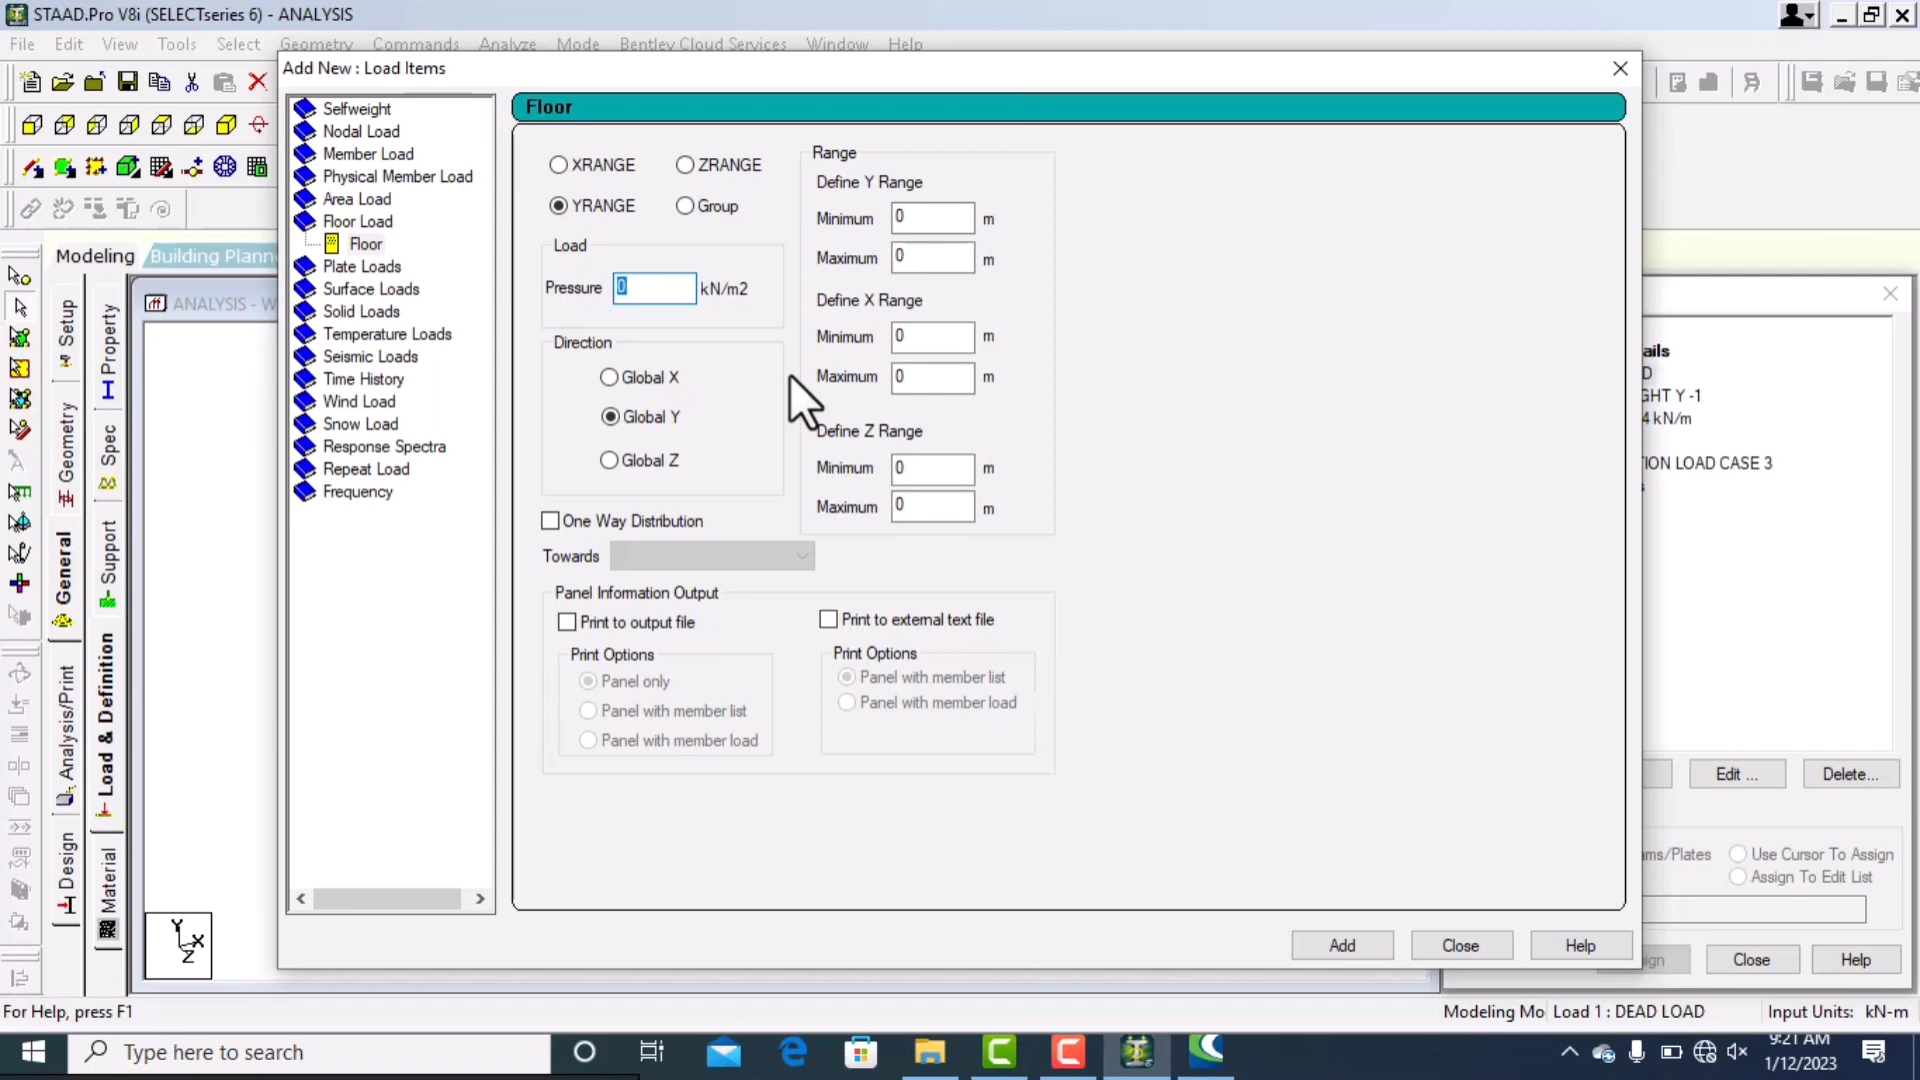 STAAD.Pro V8i (SELECTseries 6) - ANALYSIS
File Edit View Tools Select Geometry Commands Analyze Mode Bentley Cloud Services Window Help
Add New : Load Items
Selfweight
Nodal Load
Member Load
Physical Member Load
Area Load
Floor Load
Floor
Plate Loads
Surface Loads
Solid Loads
Temperature Loads
Seismic Loads
Time History
Wind Load
Snow Load
Response Spectra
Repeat Load
Frequency
Floor
XRANGE ZRANGE
YRANGE Group
Load
Pressure 0 kN/m2
Direction
Global X
Global Y
Global Z
One Way Distribution
Towards
Range
Define Y Range
Minimum 0 m
Maximum 0 m
Define X Range
Minimum 0 m
Maximum 0 m
Define Z Range
Minimum 0 m
Maximum 0 m
Panel Information Output
Print to output file
Print Options
Panel only
Panel with member list
Panel with member load
Print to external text file
Print Options
Panel with member list
Panel with member load
Add Close Help
Modeling Building Plann
ANALYSIS - W
Setup
Geometry
General
Analysis/Print
Design
Property
Spec
Support
Load & Definition
Material
Y
X
Z
ails
D
GHT Y -1
4 kN/m
ION LOAD CASE 3
Edit ... Delete...
ms/Plates Use Cursor To Assign
Assign To Edit List
ign Close Help
For Help, press F1
Modeling Mo Load 1 : DEAD LOAD Input Units: kN-m
Type here to search
9:21 AM
1/12/2023